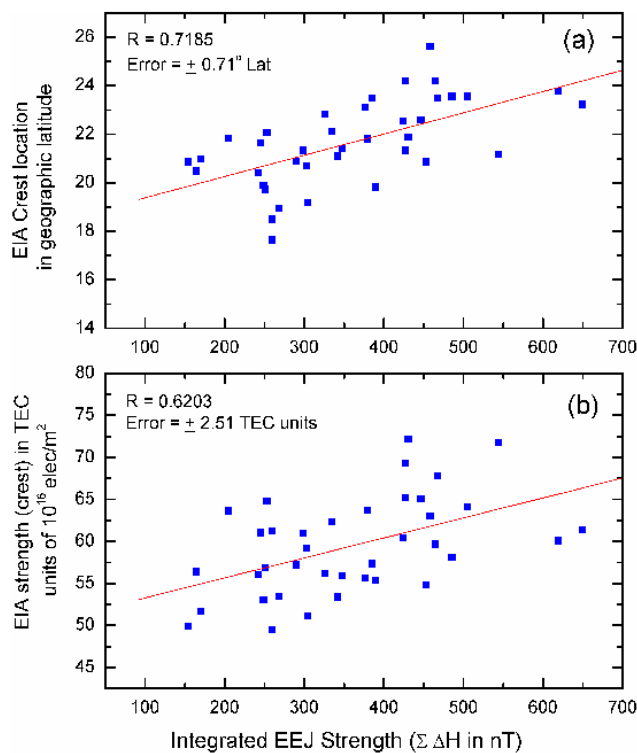 (a)
R = 0.7185
Error = ± 0.71° Lat
EIA Crest location
in geographic latitude
26
24
22
20
18
16
14
100 200 300 400 500 600 700
(b)
R = 0.6203
Error = ± 2.51 TEC units
EIA strength (crest) in TEC
units of 10¹⁶ elec/m²
80
75
70
65
60
55
50
45
100 200 300 400 500 600 700
Integrated EEJ Strength (Σ ΔH in nT)